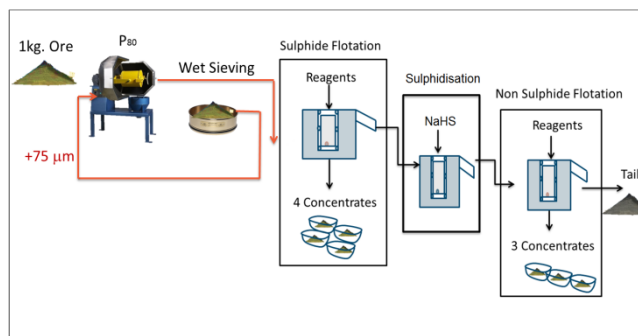 1kg. Ore
P80
Wet Sieving
+75 μm
Sulphide Flotation
Reagents
4 Concentrates
Sulphidisation
NaHS
Non Sulphide Flotation
Reagents
3 Concentrates
Tail